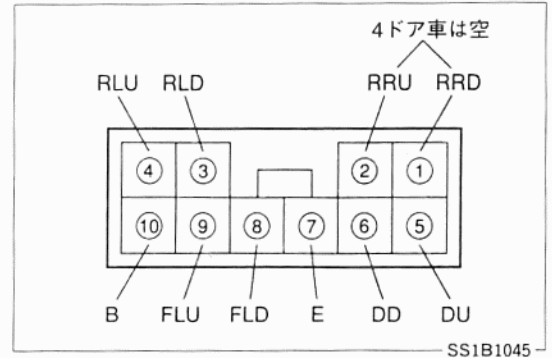 4ドア車は空
RLU RLD RRU RRD
④ ③ ② ①
⑩ ⑨ ⑧ ⑦ ⑥ ⑤
B FLU FLD E DD DU
SS1B1045